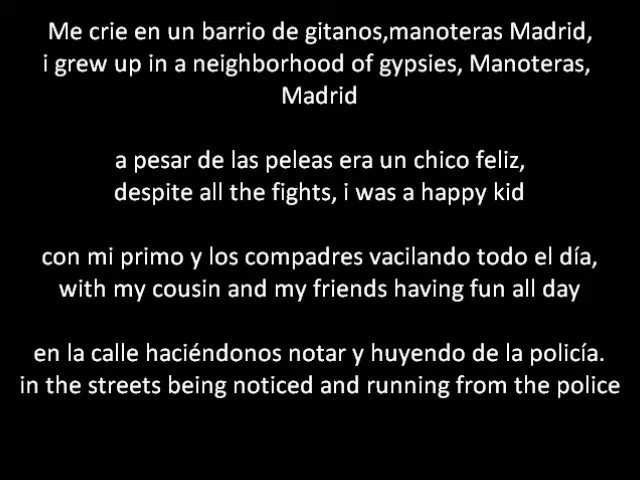 Me crie en un barrio de gitanos,manoteras Madrid,
i grew up in a neighborhood of gypsies, Manoteras,
Madrid
a pesar de las peleas era un chico feliz,
despite all the fights, i was a happy kid
con mi primo y los compadres vacilando todo el día,
with my cousin and my friends having fun all day
en la calle haciéndonos notar y huyendo de la policía.
in the streets being noticed and running from the police